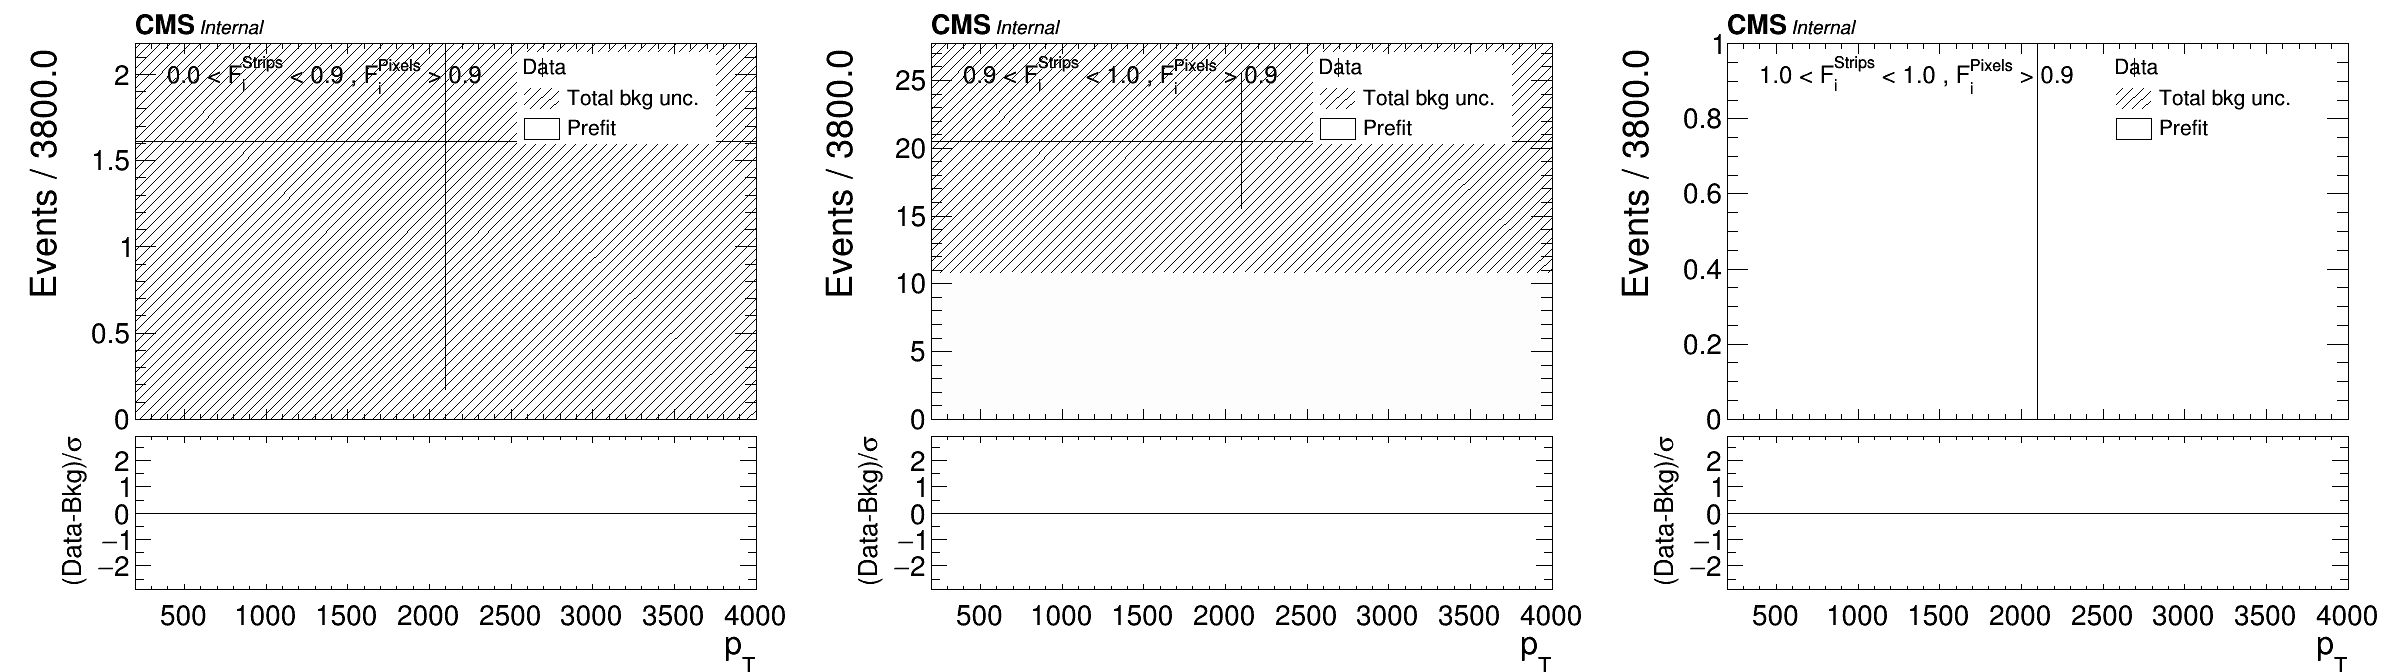 CMS Internal
Events / 3800.0
0.0 < F_i^Strips < 0.9 , F_i^Pixels > 0.9
Data
Total bkg unc.
Prefit
2
1.5
1
0.5
0
(Data-Bkg)/σ
2
1
0
−1
−2
500 1000 1500 2000 2500 3000 3500 4000
p_T
CMS Internal
Events / 3800.0
0.9 < F_i^Strips < 1.0 , F_i^Pixels > 0.9
Data
Total bkg unc.
Prefit
25
20
15
10
5
0
(Data-Bkg)/σ
2
1
0
−1
−2
500 1000 1500 2000 2500 3000 3500 4000
p_T
CMS Internal
Events / 3800.0
1.0 < F_i^Strips < 1.0 , F_i^Pixels > 0.9
Data
Total bkg unc.
Prefit
1
0.8
0.6
0.4
0.2
0
(Data-Bkg)/σ
2
1
0
−1
−2
500 1000 1500 2000 2500 3000 3500 4000
p_T